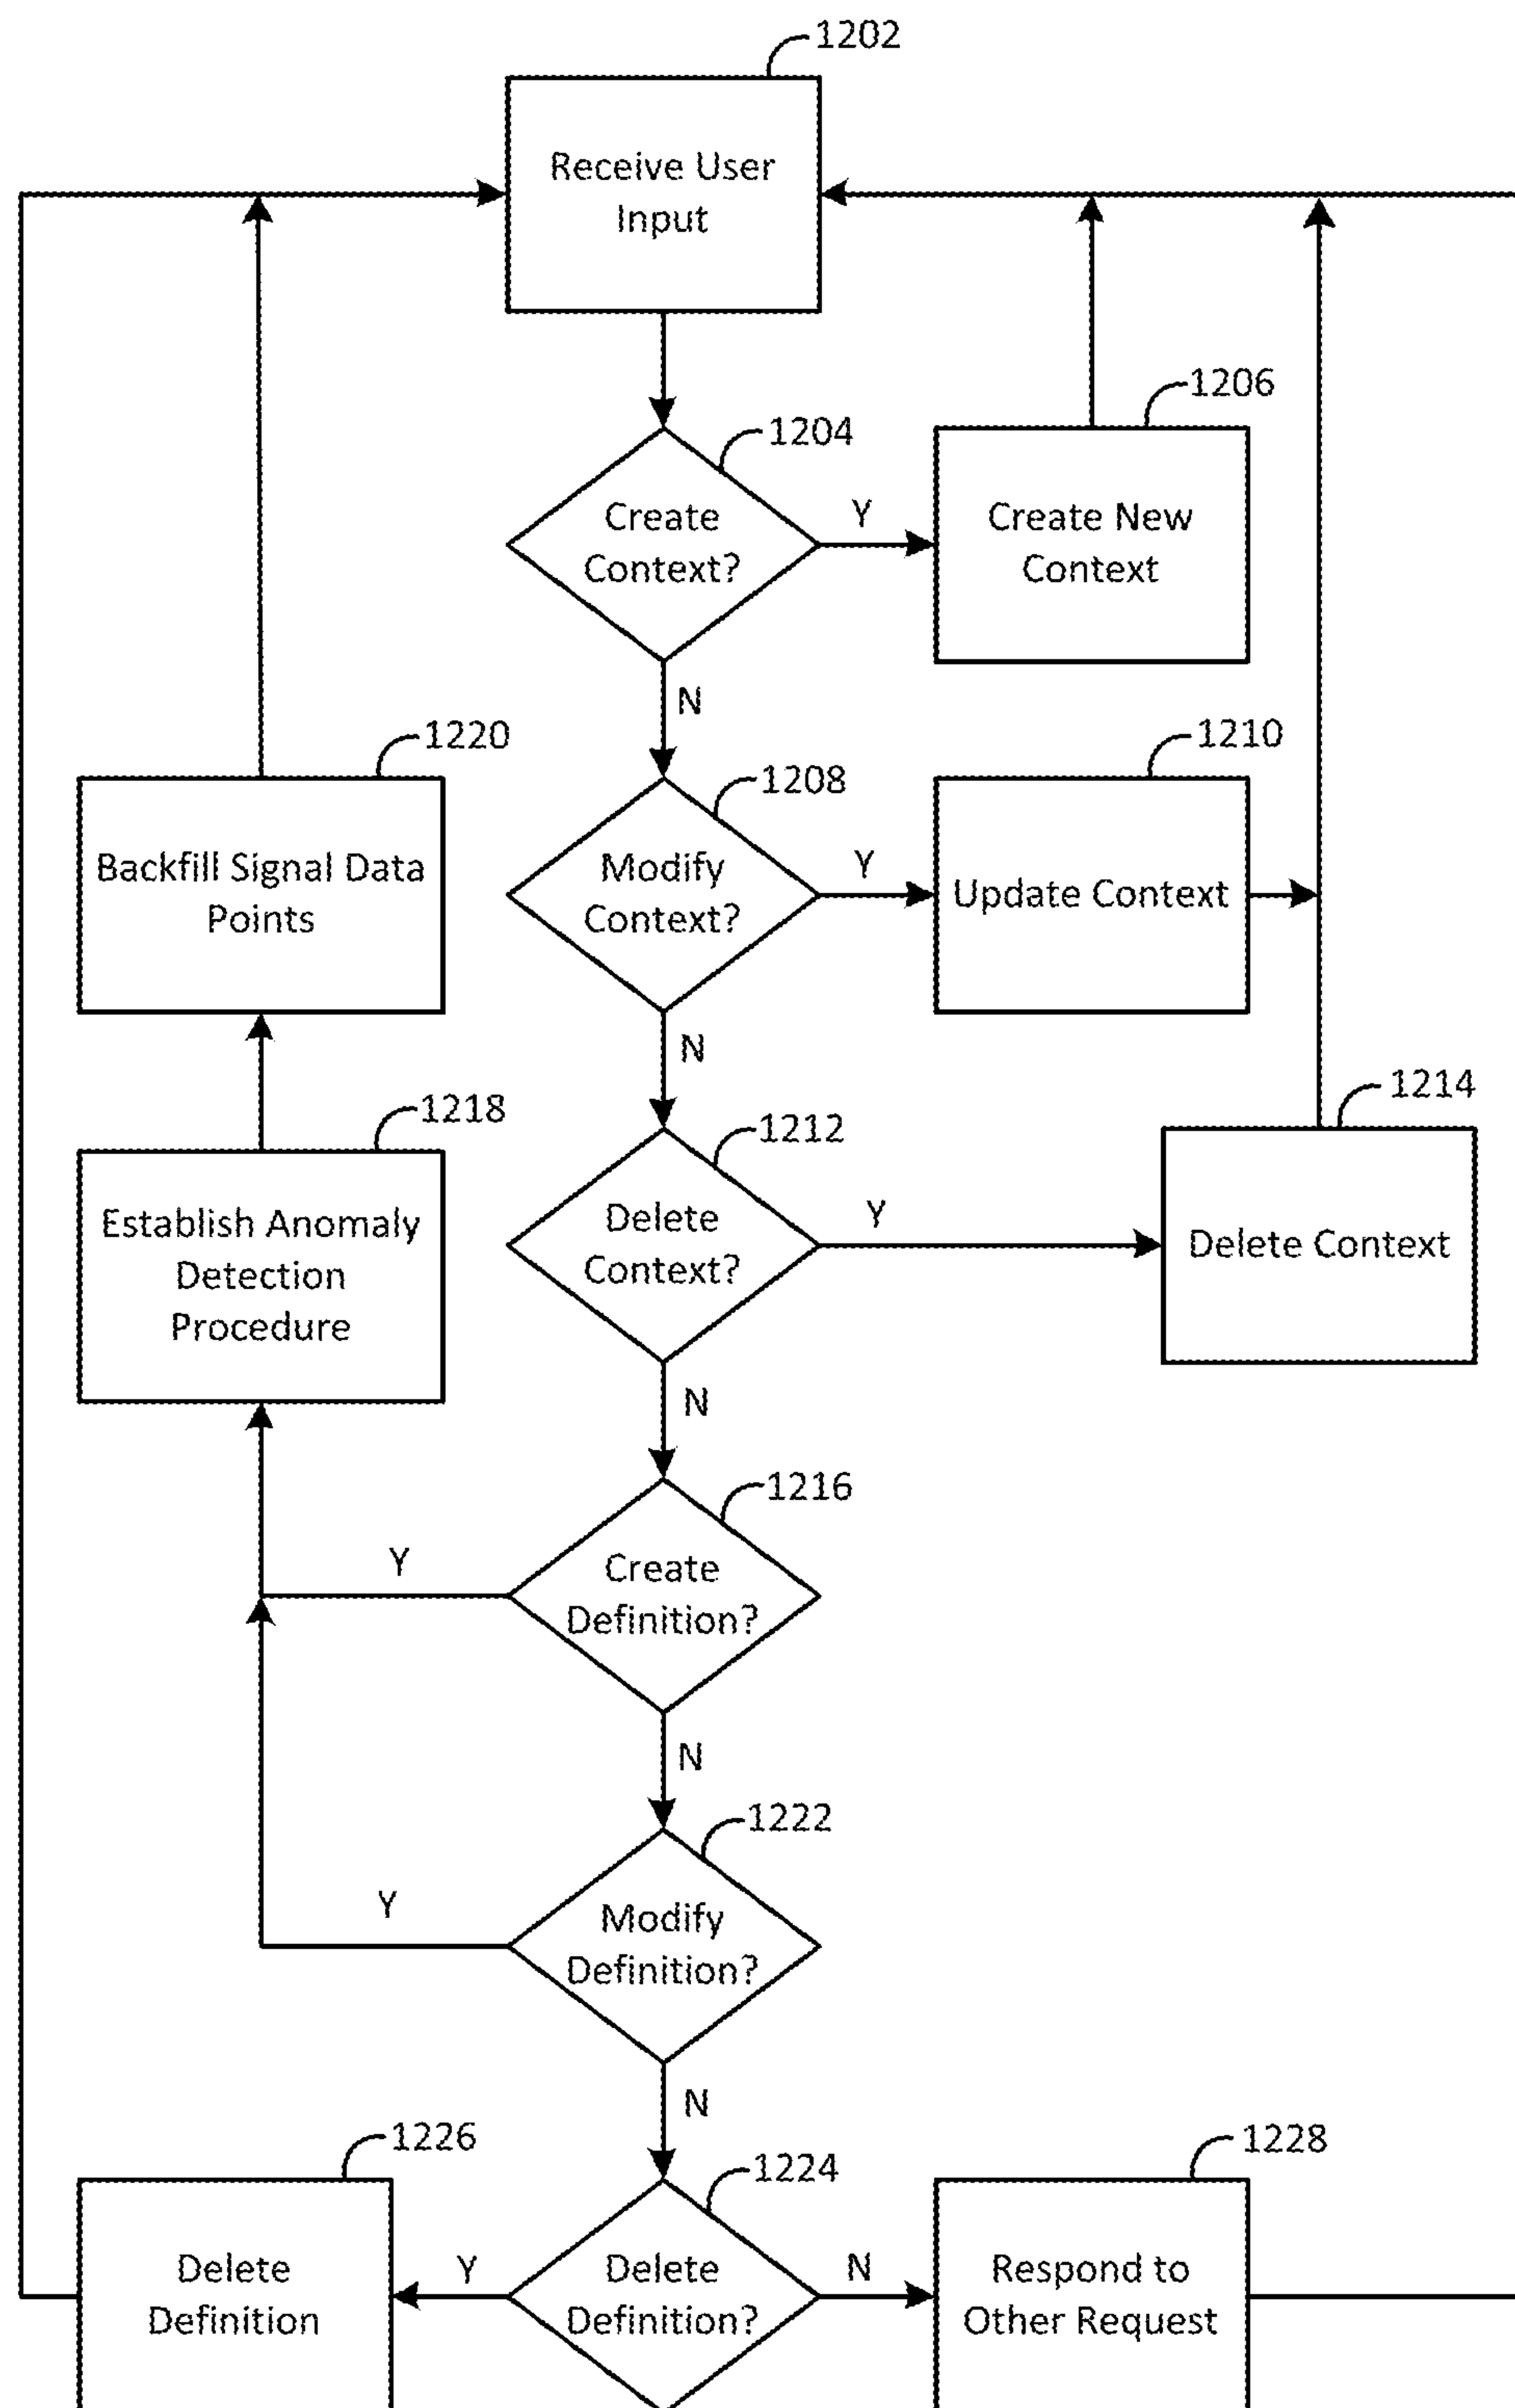 1202
Receive User
Input
1204
Create
Context?
Y
1206
Create New
Context
N
1220
Backfill Signal Data
Points
1208
Modify
Context?
Y
1210
Update Context
N
1218
Establish Anomaly
Detection
Procedure
1212
Delete
Context?
Y
1214
Delete Context
N
1216
Create
Definition?
Y
N
1222
Modify
Definition?
Y
N
1226
Delete
Definition
Y
1224
Delete
Definition?
N
1228
Respond to
Other Request